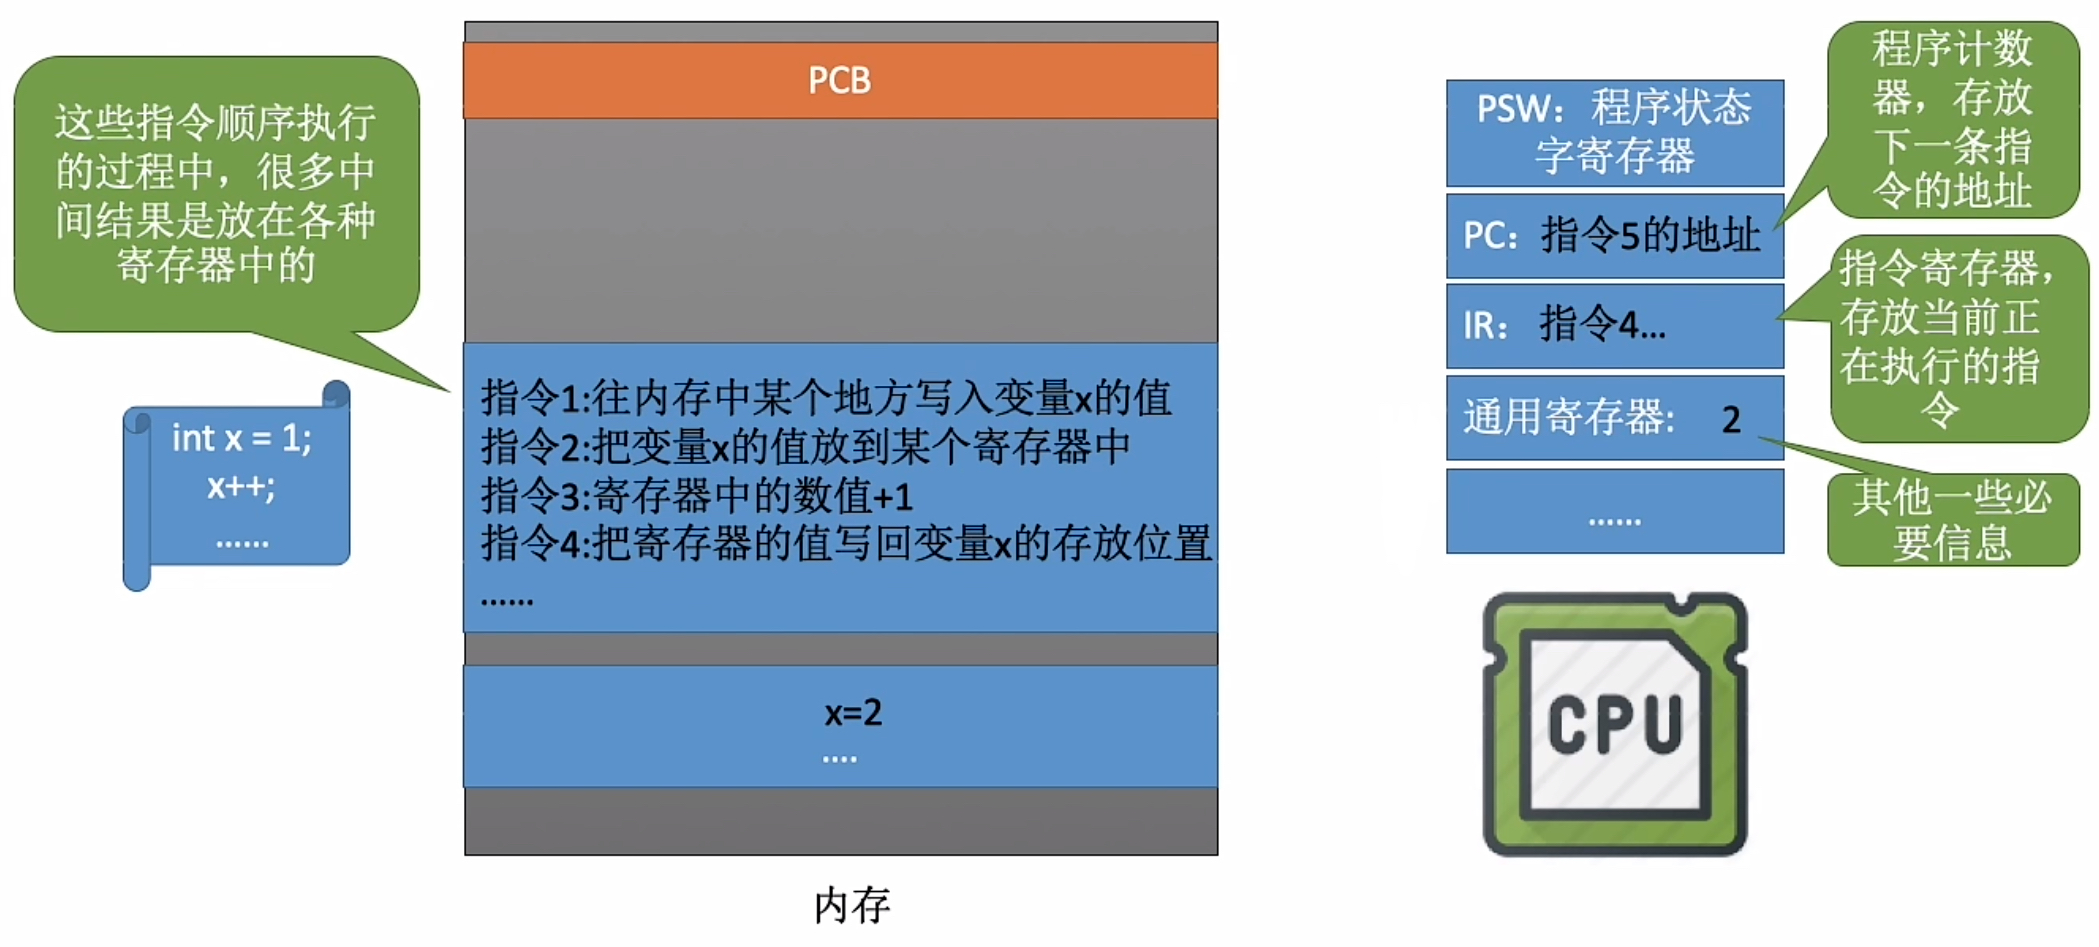 这些指令顺序执行
的过程中，很多中
间结果是放在各种
寄存器中的
int x = 1;
x++;
......
PCB
指令1:往内存中某个地方写入变量x的值
指令2:把变量x的值放到某个寄存器中
指令3:寄存器中的数值+1
指令4:把寄存器的值写回变量x的存放位置
......
x=2
....
内存
PSW：程序状态
字寄存器
PC：指令5的地址
IR：指令4...
通用寄存器: 2
......
程序计数
器，存放
下一条指
令的地址
指令寄存器，
存放当前正
在执行的指
令
其他一些必
要信息
CPU